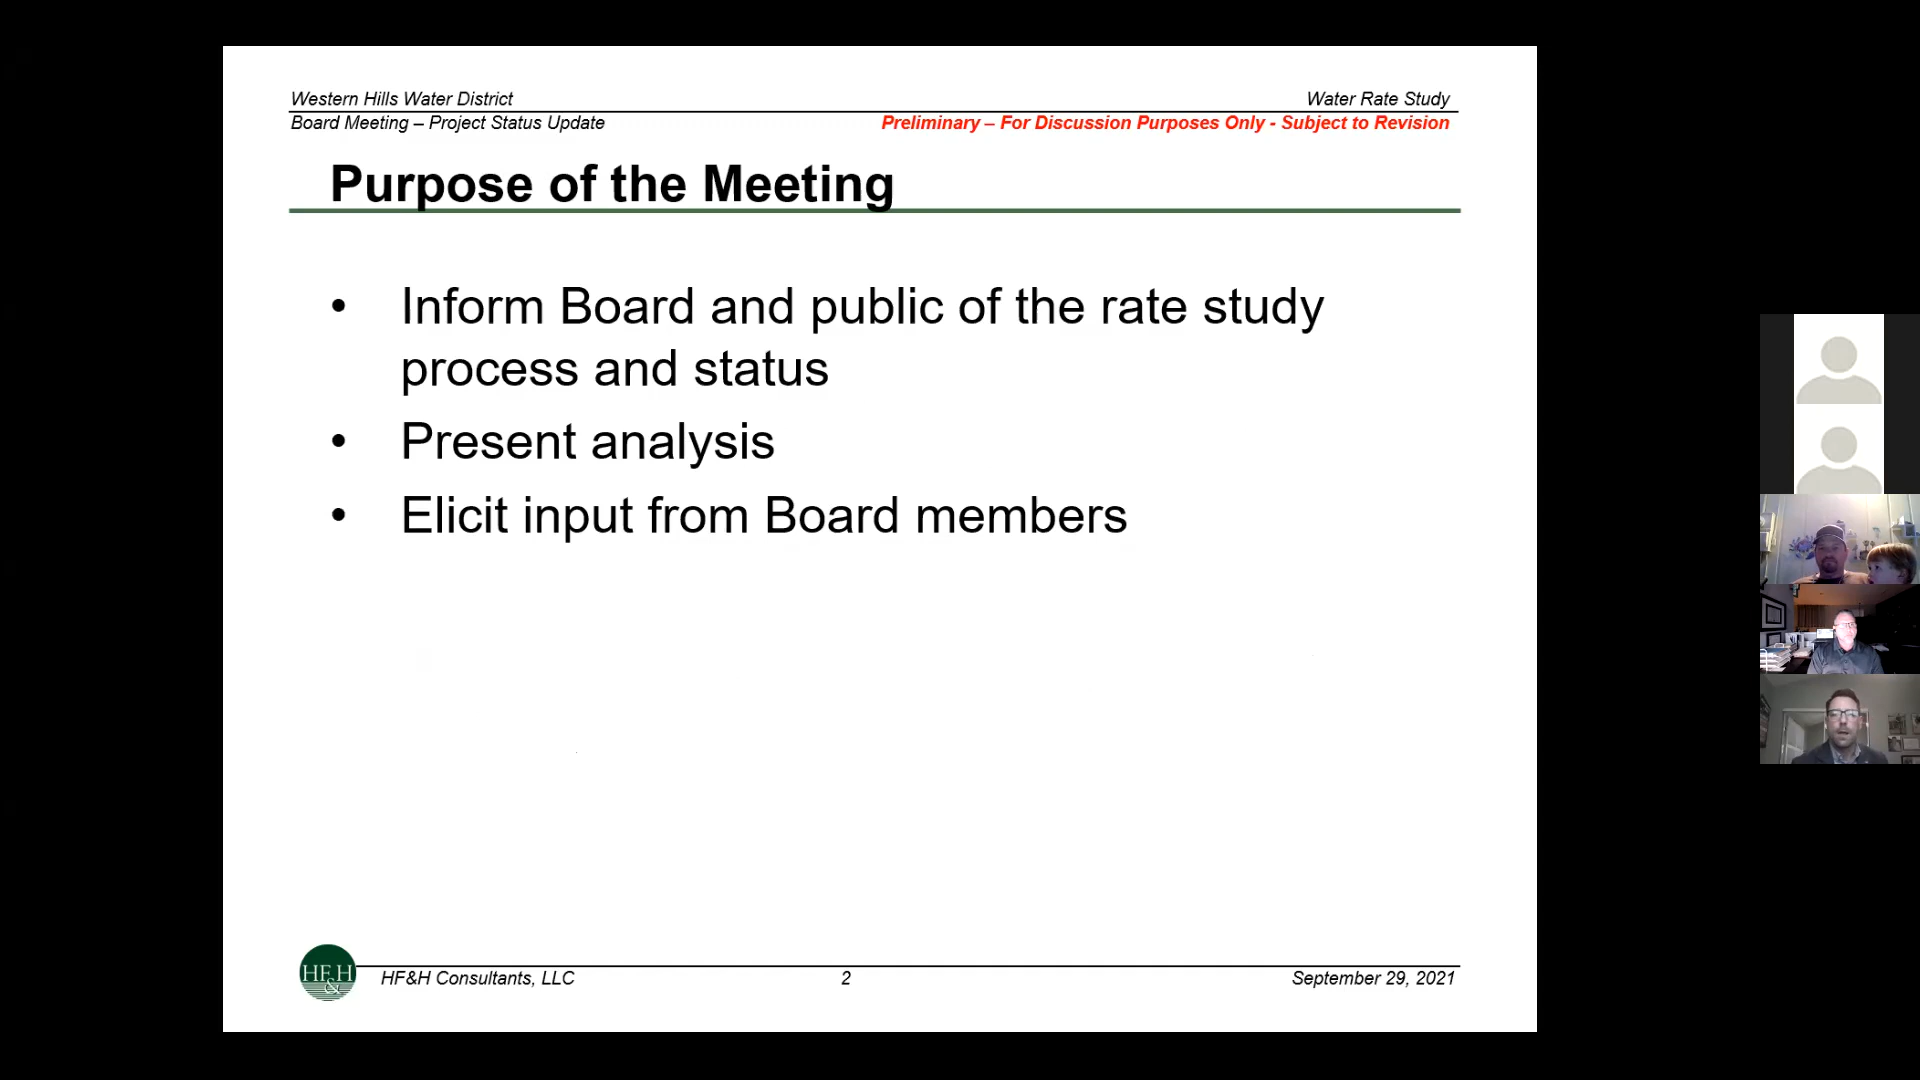 Western Hills Water District
Water Rate Study
Board Meeting – Project Status Update
Preliminary – For Discussion Purposes Only - Subject to Revision
Purpose of the Meeting
• Inform Board and public of the rate study
process and status
• Present analysis
• Elicit input from Board members
HF&H
HF&H Consultants, LLC
2
September 29, 2021